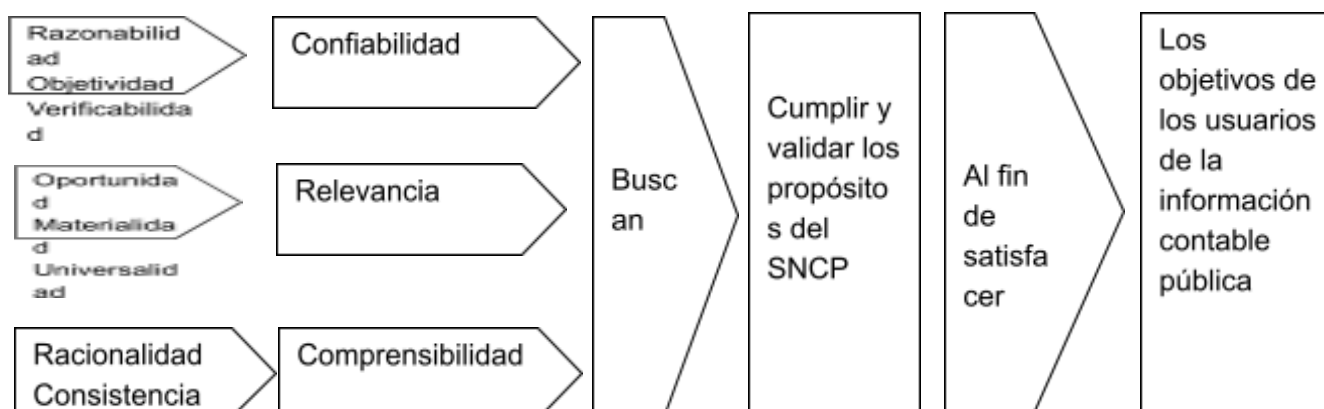 Razonabilid
ad
Objetividad
Verificabilida
d
Confiabilidad
Oportunida
d
Materialida
d
Universalid
ad
Relevancia
Racionalidad
Consistencia
Comprensibilidad
Busc
an
Cumplir y
validar los
propósito
s del
SNCP
Al fin
de
satisfa
cer
Los
objetivos de
los usuarios
de la
información
contable
pública